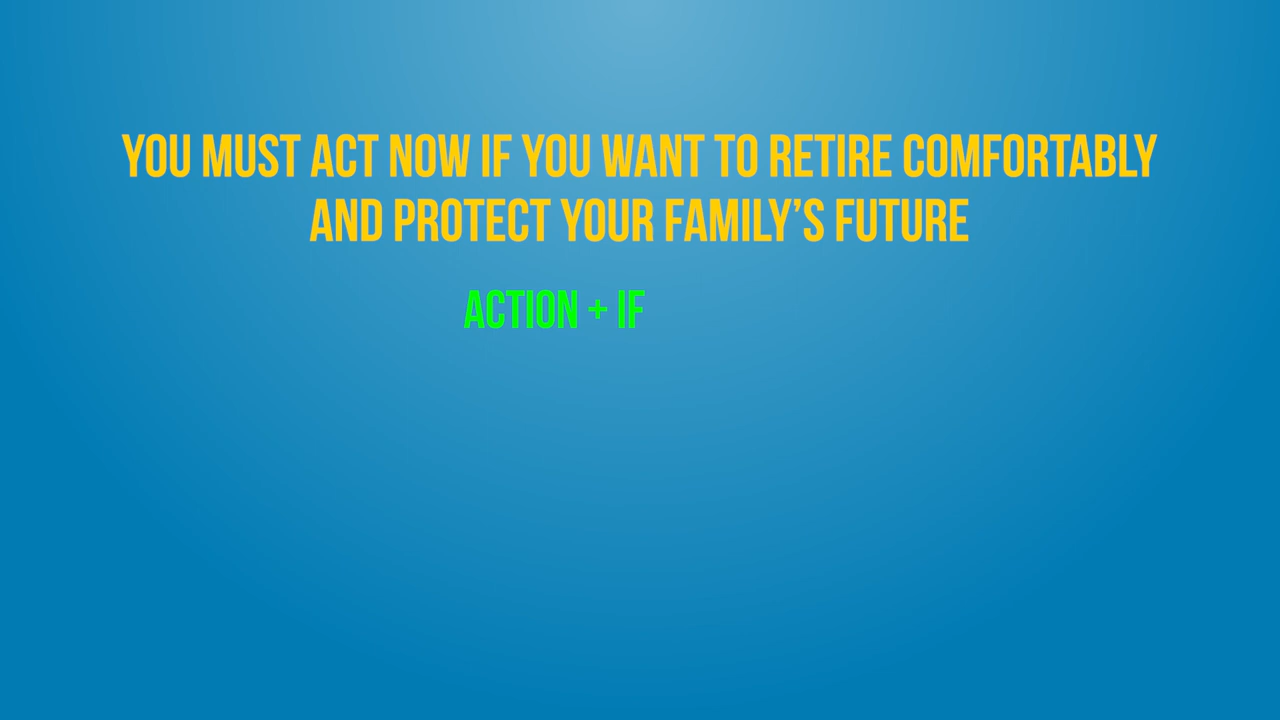 YOU MUST ACT NOW IF YOU WANT TO RETIRE COMFORTABLY
AND PROTECT YOUR FAMILY’S FUTURE
ACTION + IF